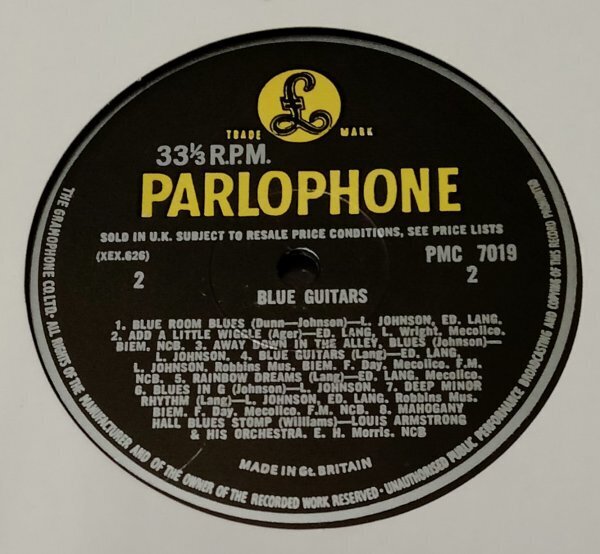 £
TRADE MARK
33⅓ R.P.M.
PARLOPHONE
SOLD IN U.K. SUBJECT TO RESALE PRICE CONDITIONS, SEE PRICE LISTS
(XEX.626) PMC 7019
2 2
BLUE GUITARS
1. BLUE ROOM BLUES (Dunn—Johnson)—L. JOHNSON, ED. LANG.
2. ADD A LITTLE WIGGLE (Ager)—ED. LANG, L. Wright. Mecolico.
BIEM. NCB. 3. AWAY DOWN IN THE ALLEY, BLUES (Johnson)—
L. JOHNSON. 4. BLUE GUITARS (Lang)—ED. LANG,
L. JOHNSON, Robbins Mus. BIEM. F. Day, Mecolico. F.M.
NCB. 5. RAINBOW DREAMS (Lang)—ED. LANG, Mecolico.
6. BLUES IN G (Johnson)—L. JOHNSON. 7. DEEP MINOR
RHYTHM (Lang)—L. JOHNSON, ED. LANG. Robbins Mus.
BIEM. F. Day. Mecolico. F.M. NCB. 8. MAHOGANY
HALL BLUES STOMP (Williams)—LOUIS ARMSTRONG
& HIS ORCHESTRA. E. H. Morris. NCB
MADE IN Gt. BRITAIN
THE GRAMOPHONE CO. LTD. · ALL RIGHTS OF THE MANUFACTURER AND OF THE OWNER OF THE RECORDED WORK RESERVED · UNAUTHORISED PUBLIC PERFORMANCE BROADCASTING AND COPYING OF THIS RECORD PROHIBITED